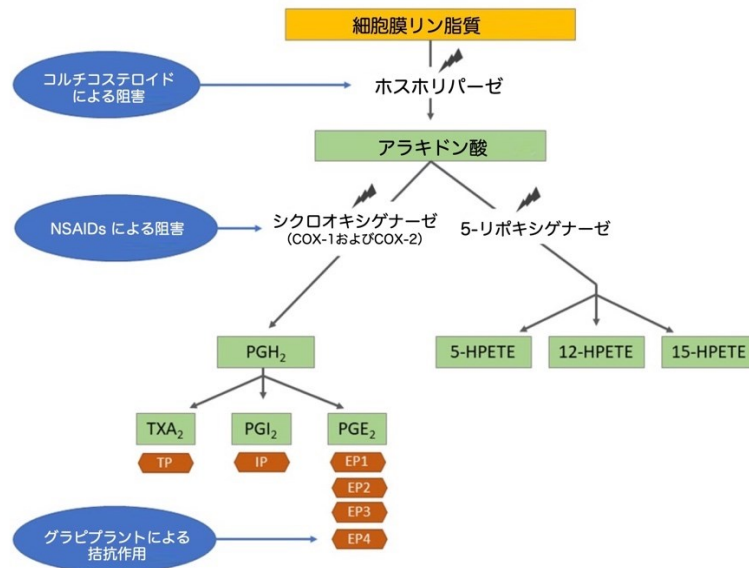 細胞膜リン脂質
コルチコステロイド
による阻害
ホスホリパーゼ
アラキドン酸
NSAIDs による阻害
シクロオキシゲナーゼ
(COX-1およびCOX-2)
5-リポキシゲナーゼ
PGH₂
5-HPETE
12-HPETE
15-HPETE
TXA₂
PGI₂
PGE₂
TP
IP
EP1
EP2
EP3
EP4
グラピプラントによる
拮抗作用